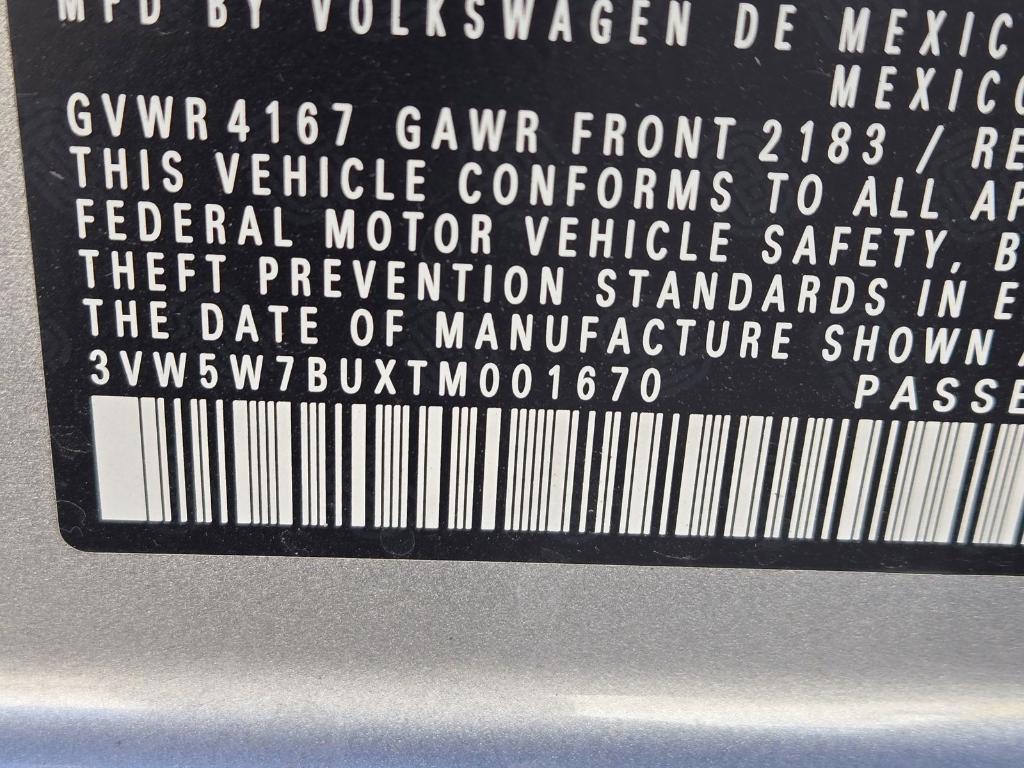 MFD BY VOLKSWAGEN DE MEXIC
MEXICO
GVWR 4167 GAWR FRONT 2183 / RE
THIS VEHICLE CONFORMS TO ALL AP
FEDERAL MOTOR VEHICLE SAFETY, B
THEFT PREVENTION STANDARDS IN E
THE DATE OF MANUFACTURE SHOWN A
3VW5W7BUXTM001670 PASSE